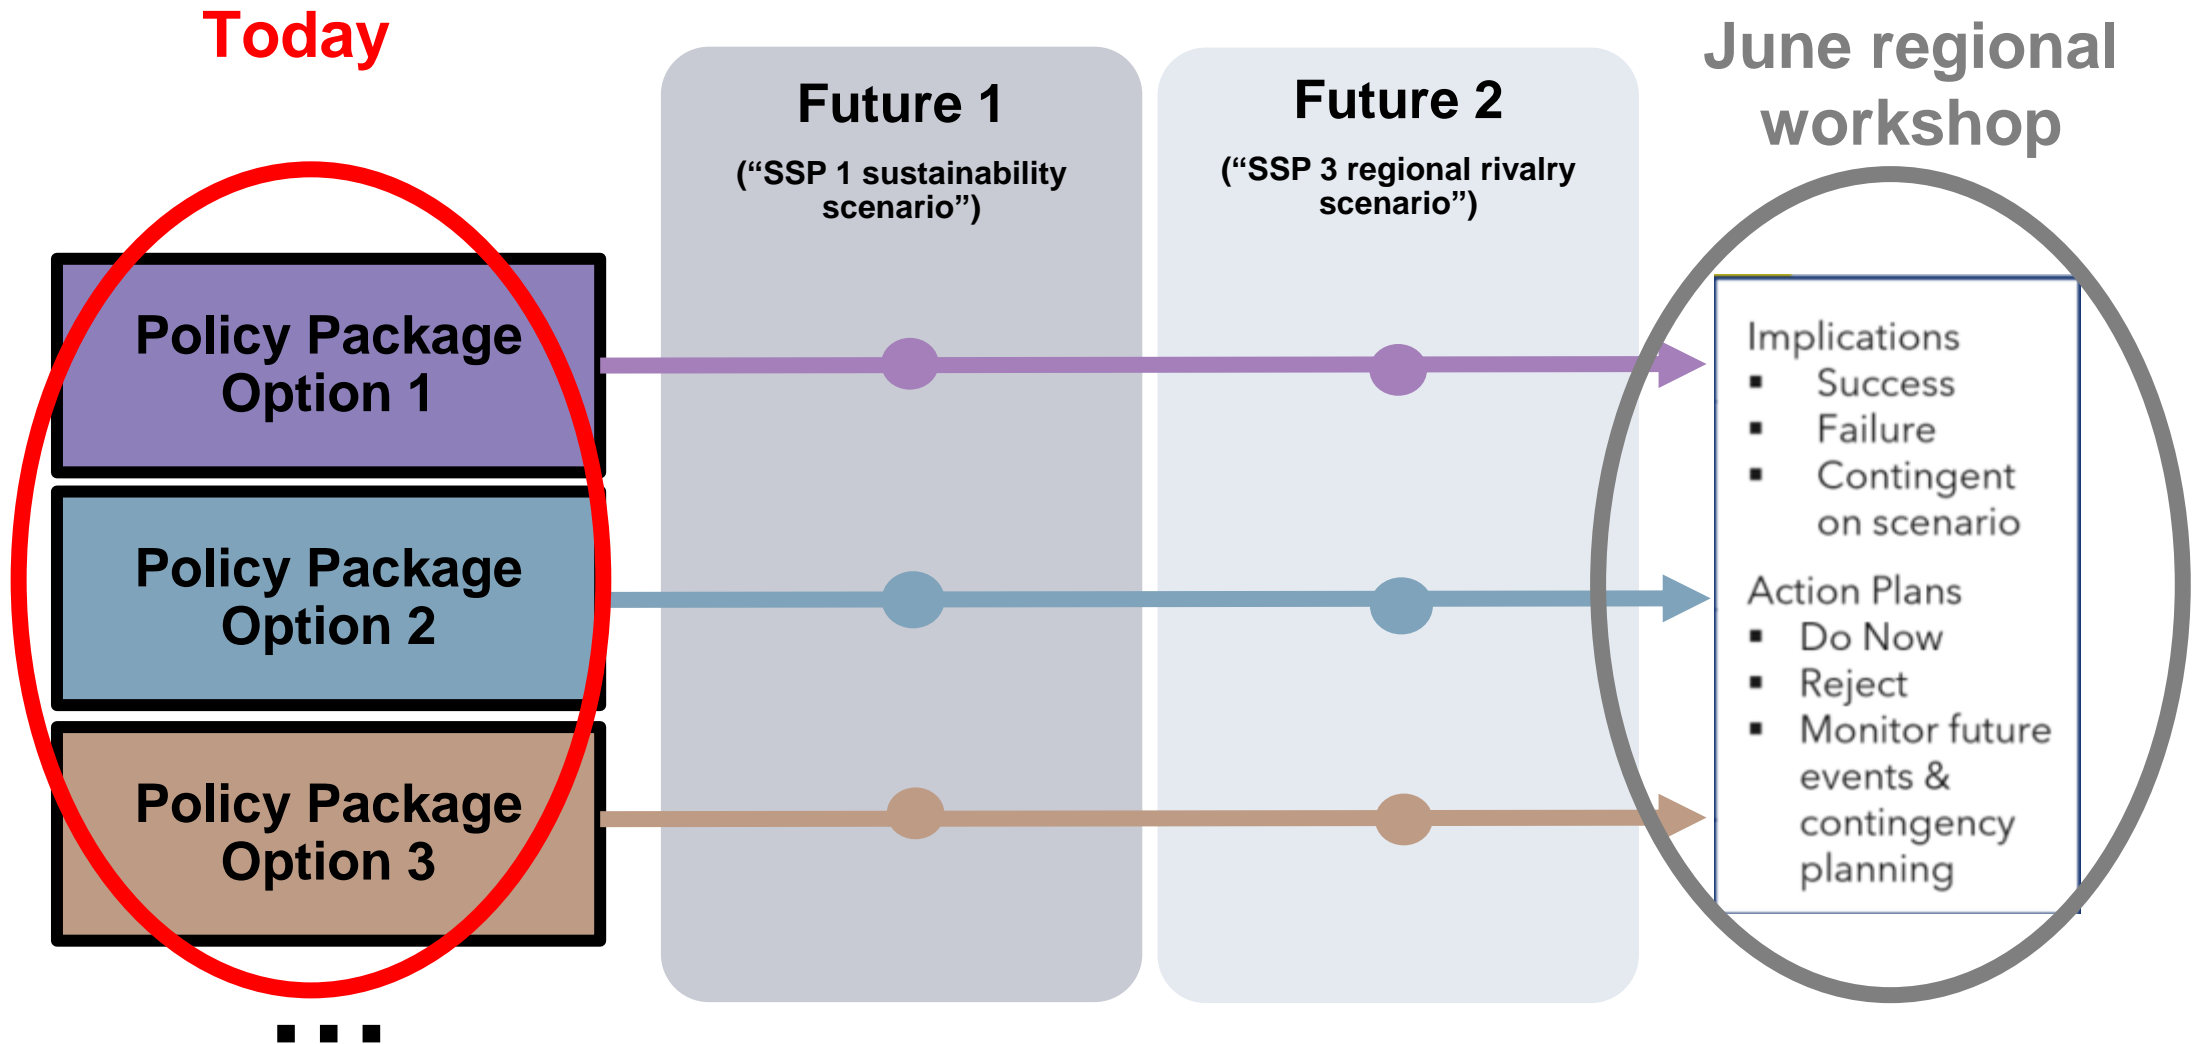 Today
Policy Package
Option 1
Policy Package
Option 2
Policy Package
Option 3
...
Future 1
(“SSP 1 sustainability
scenario”)
Future 2
(“SSP 3 regional rivalry
scenario”)
June regional
workshop
Implications
▪ Success
▪ Failure
▪ Contingent
on scenario
Action Plans
▪ Do Now
▪ Reject
▪ Monitor future
events &
contingency
planning